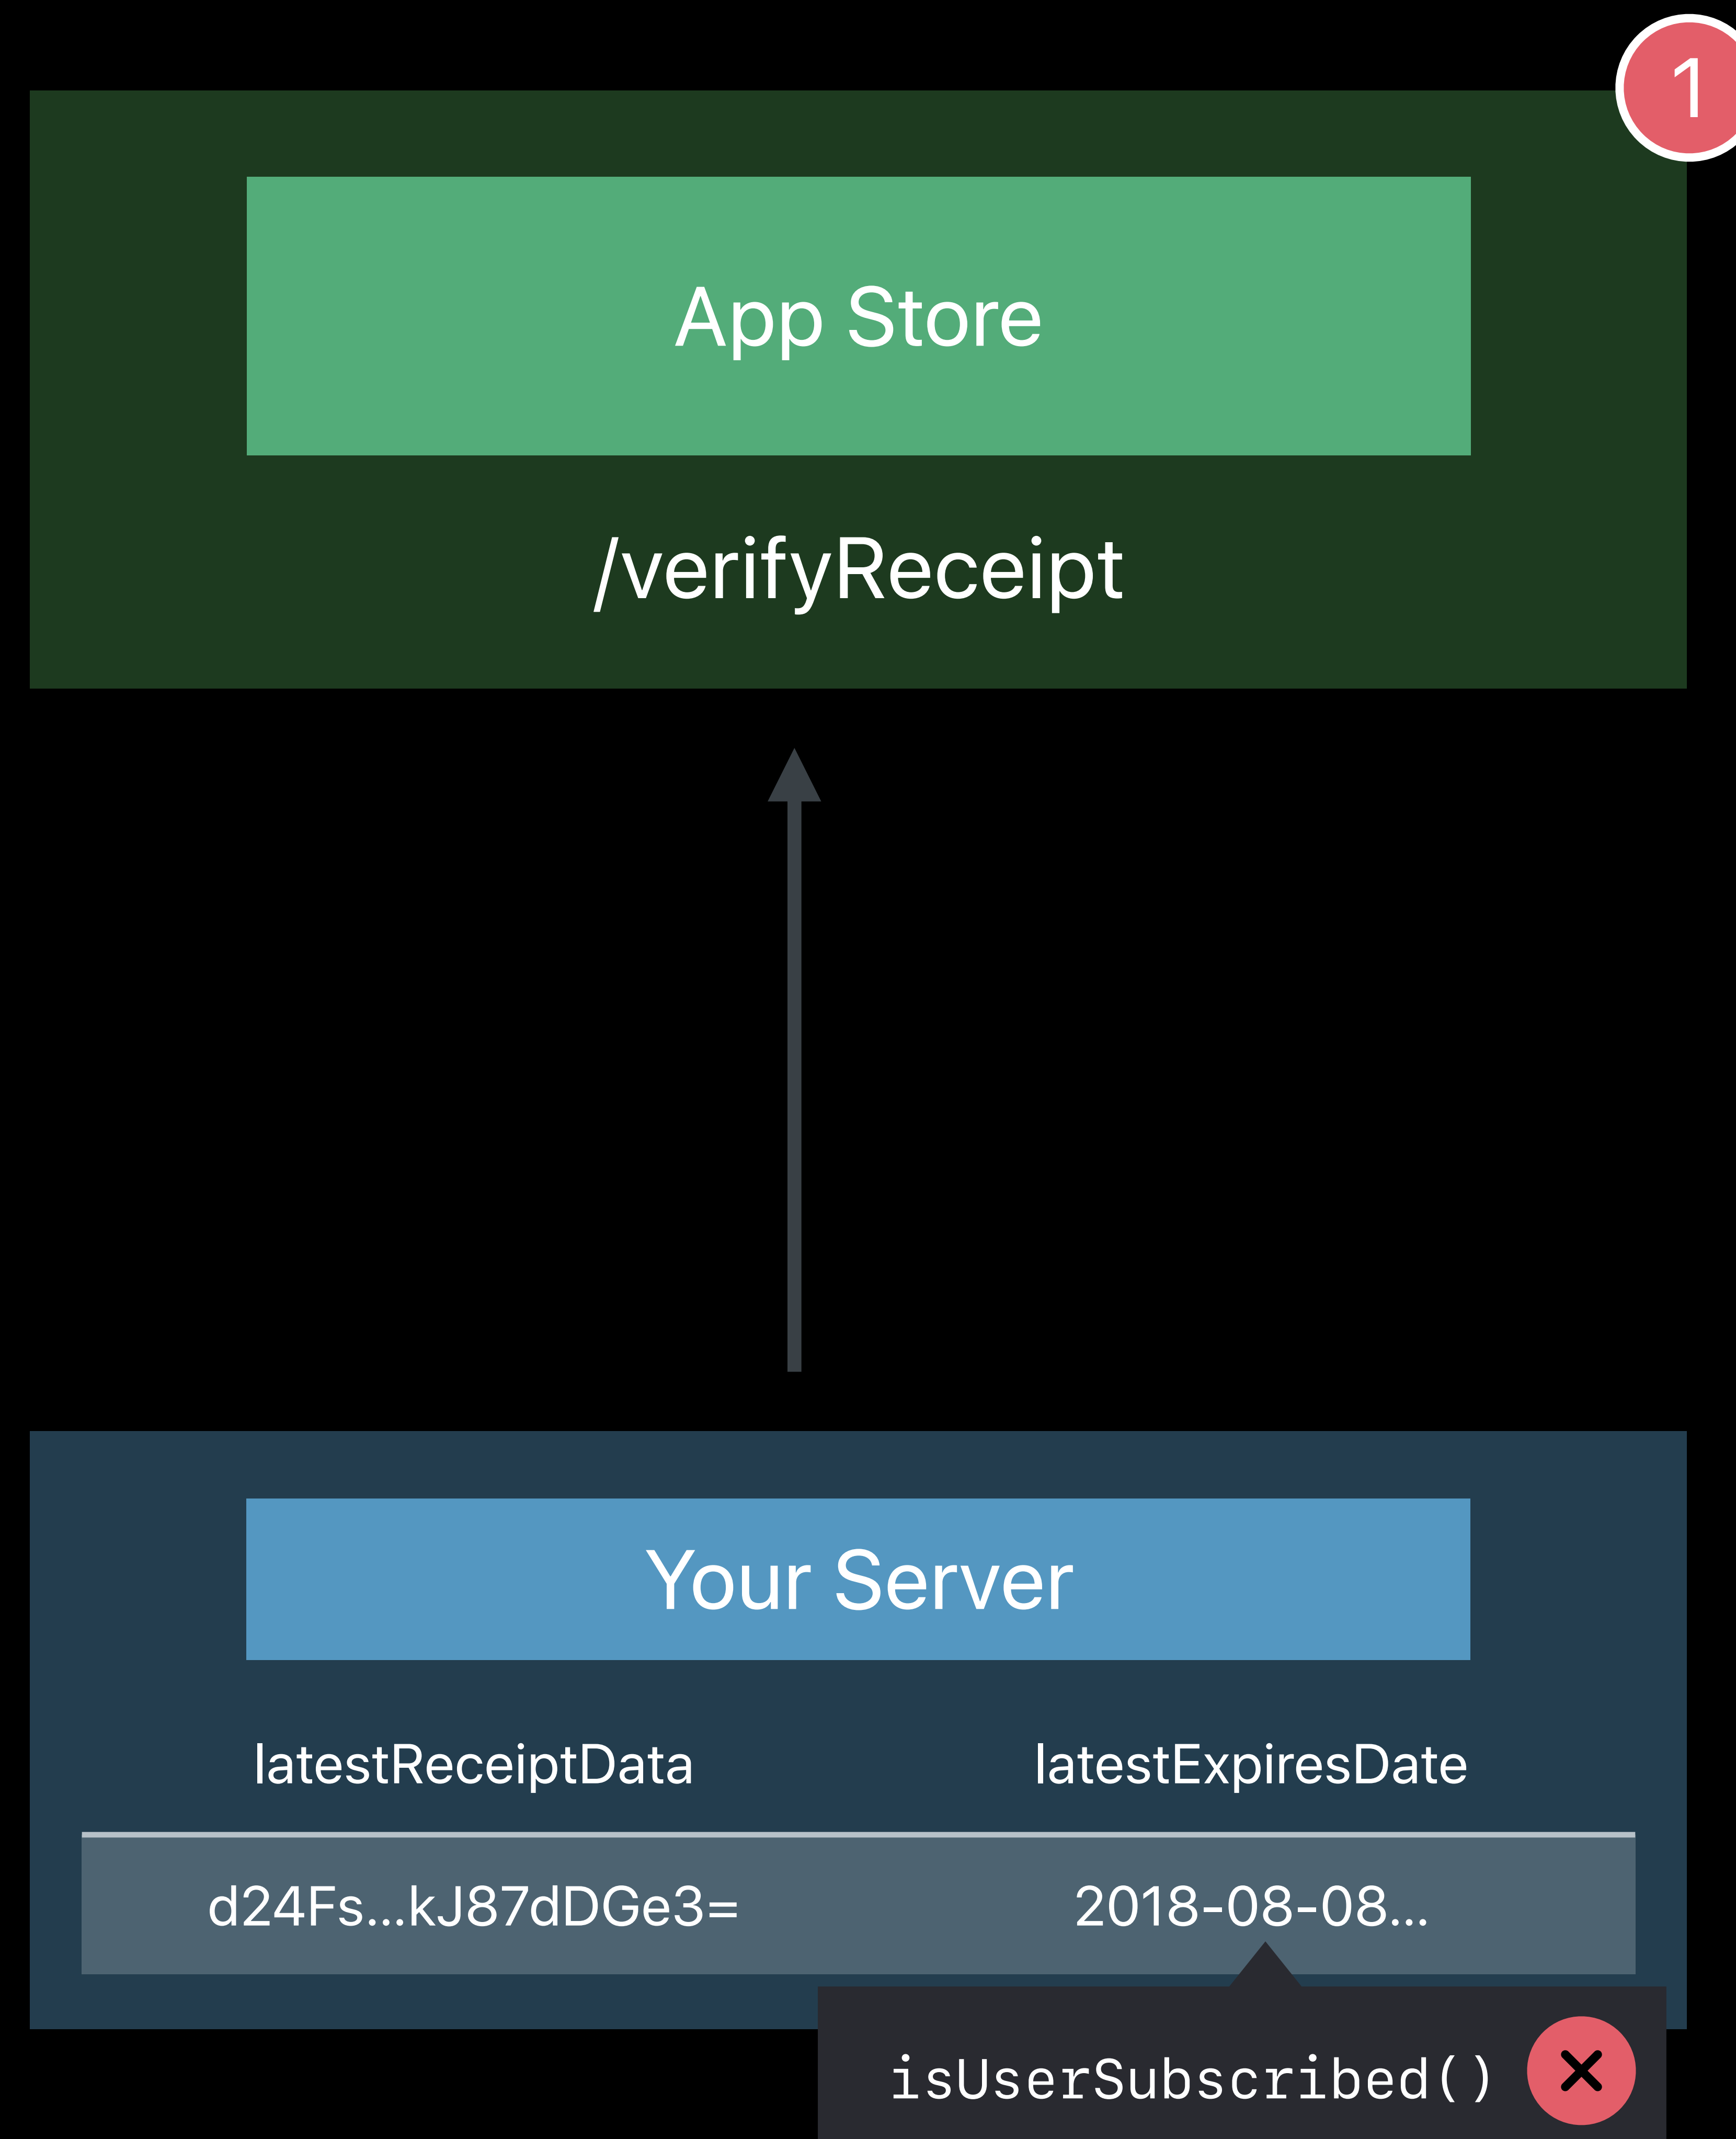 1
App Store
/verifyReceipt
Your Server
latestReceiptData latestExpiresDate
d24Fs...kJ87dDGe3= 2018-08-08...
isUserSubscribed()